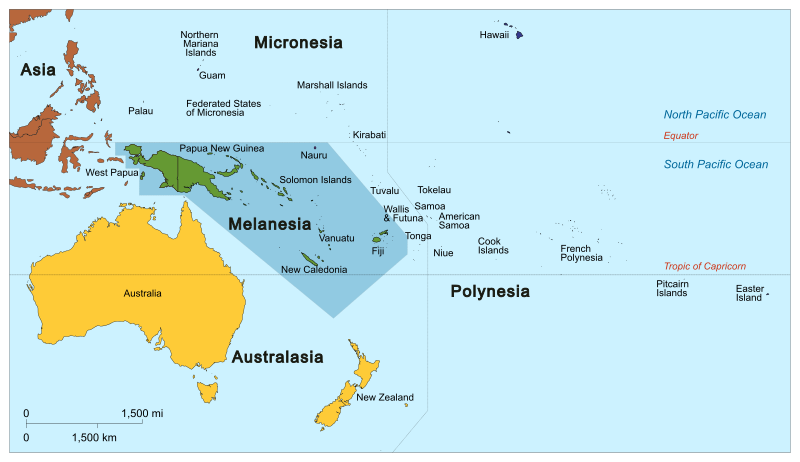 Hawaii
Northern
Mariana
Islands
Micronesia
Asia
Guam
Marshall Islands
Palau
Federated States
of Micronesia
North Pacific Ocean
Kirabati
Equator
Papua New Guinea
Nauru
South Pacific Ocean
West Papua
Solomon Islands
Tuvalu
Tokelau
Wallis
& Futuna
Samoa
American
Samoa
Melanesia
Vanuatu
Tonga
Fiji
Niue
Cook
Islands
French
Polynesia
New Caledonia
Tropic of Capricorn
Australia
Polynesia
Pitcairn
Islands
Easter
Island
Australasia
New Zealand
0
1,500 mi
0
1,500 km